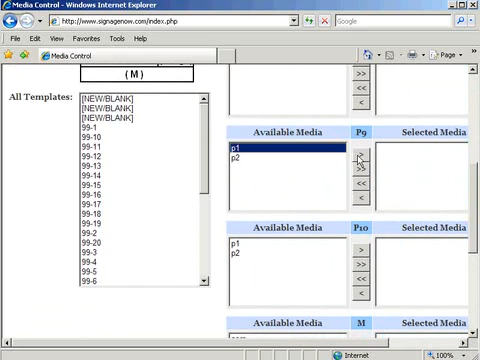 Media Control - Windows Internet Explorer
http://www.signagenow.com/index.php
Google
File Edit View Favorites Tools Help
Media Control
Page
( M )
All Templates:
[NEW/BLANK]
[NEW/BLANK]
[NEW/BLANK]
99-1
99-10
99-11
99-12
99-13
99-14
99-15
99-16
99-17
99-18
99-19
99-2
99-20
99-3
99-4
99-5
99-6
>>
<<
<
Available Media P9 Selected Media
p1
p2
>
>>
<<
<
Available Media P10 Selected Media
p1
p2
>
>>
<<
<
Available Media M Selected Media
Internet
100%